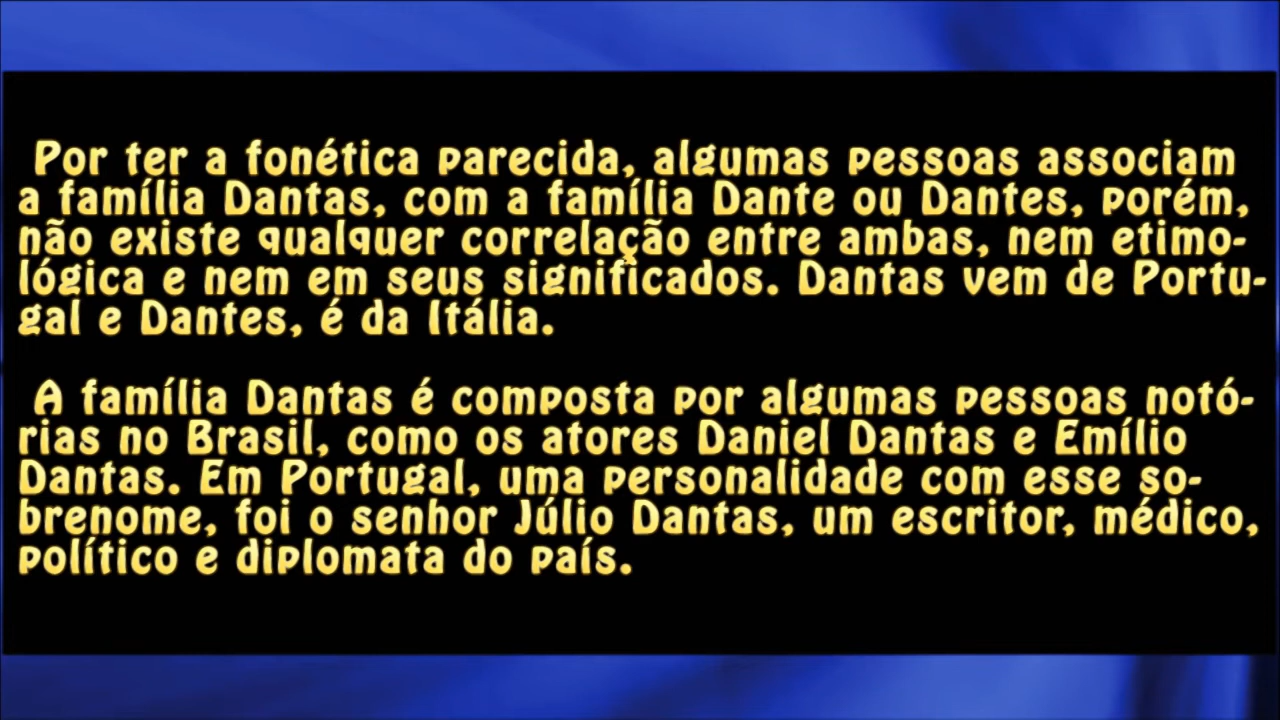 Por ter a fonética parecida, algumas pessoas associam
a família Dantas, com a família Dante ou Dantes, porém,
não existe qualquer correlação entre ambas, nem etimo-
lógica e nem em seus significados. Dantas vem de Portu-
gal e Dantes, é da Itália.
A família Dantas é composta por algumas pessoas notó-
rias no Brasil, como os atores Daniel Dantas e Emílio
Dantas. Em Portugal, uma personalidade com esse so-
brenome, foi o senhor Júlio Dantas, um escritor, médico,
político e diplomata do país.